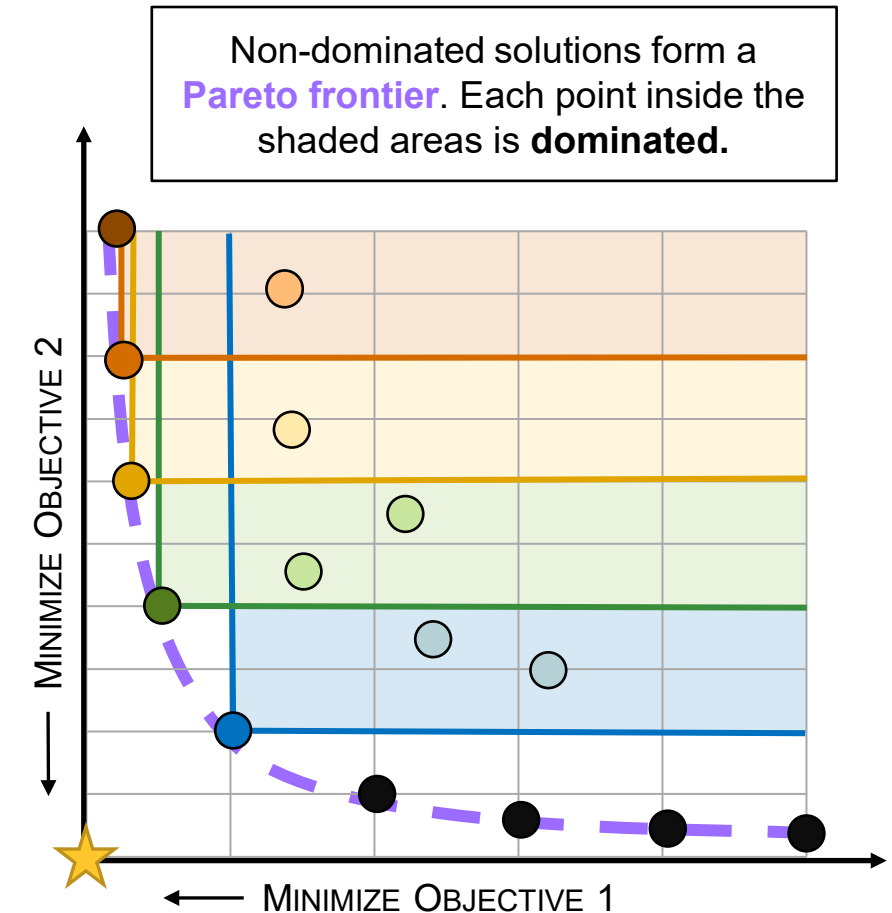 Non-dominated solutions form a
Pareto frontier. Each point inside the
shaded areas is dominated.
MINIMIZE OBJECTIVE 2
MINIMIZE OBJECTIVE 1